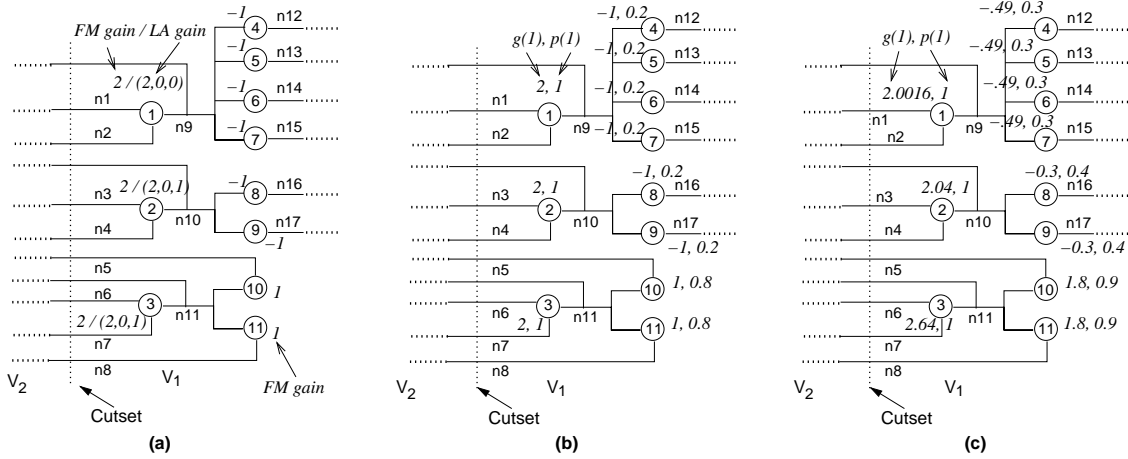 −1
4
n12
FM gain / LA gain
−1
5
n13
2 / (2,0,0)
−1
6
n14
n1
1
n9
n2
−1
7
n15
n3
2 / (2,0,1)
−1
8
n16
2
n10
n4
9
n17
−1
n5
n6
3
10
1
n11
2 / (2,0,1)
11
1
n7
n8
FM gain
V2
V1
Cutset
(a)
−1, 0.2
4
n12
g(1), p(1)
−1, 0.2
5
n13
2, 1
−1, 0.2
6
n14
n1
1
n9
n2
−1, 0.2
7
n15
−1, 0.2
n3
2, 1
8
n16
2
n10
n4
9
n17
−1, 0.2
n5
1, 0.8
10
n6
3
n11
2, 1
11
1, 0.8
n7
n8
V2
V1
Cutset
(b)
−.49, 0.3
4
n12
g(1), p(1)
−.49, 0.3
5
n13
−.49, 0.3
2.0016, 1
6
n14
n1
1
n9
n2
−.49, 0.3
7
n15
−0.3, 0.4
n3
2.04, 1
8
n16
2
n10
n4
9
n17
−0.3, 0.4
n5
1.8, 0.9
10
n6
3
n11
2.64, 1
11
1.8, 0.9
n7
n8
V2
V1
Cutset
(c)